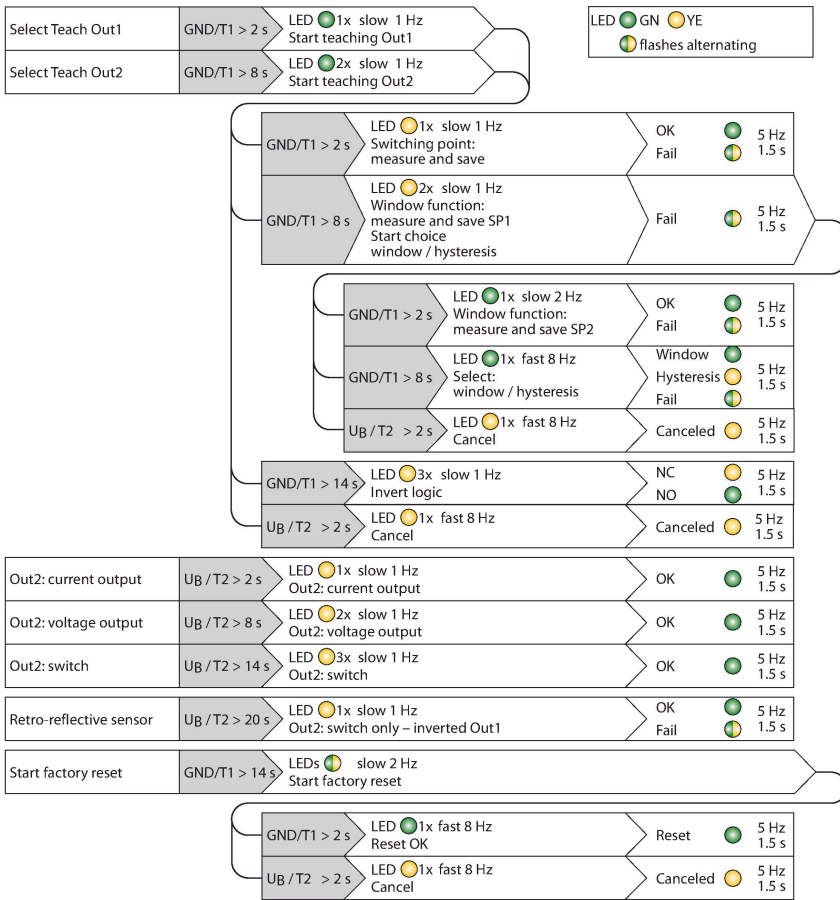 Select Teach Out1 GND/T1 > 2 s LED 1x slow 1 Hz
Start teaching Out1
LED GN YE
flashes alternating
Select Teach Out2 GND/T1 > 8 s LED 2x slow 1 Hz
Start teaching Out2
GND/T1 > 2 s LED 1x slow 1 Hz
Switching point:
measure and save
OK
Fail
5 Hz
1.5 s
GND/T1 > 8 s LED 2x slow 1 Hz
Window function:
measure and save SP1
Start choice
window / hysteresis
Fail
5 Hz
1.5 s
GND/T1 > 2 s LED 1x slow 2 Hz
Window function:
measure and save SP2
OK
Fail
5 Hz
1.5 s
GND/T1 > 8 s LED 1x fast 8 Hz
Select:
window / hysteresis
Window
Hysteresis
Fail
5 Hz
1.5 s
UB / T2 > 2 s LED 1x fast 8 Hz
Cancel
Canceled
5 Hz
1.5 s
GND/T1 > 14 s LED 3x slow 1 Hz
Invert logic
NC
NO
5 Hz
1.5 s
UB / T2 > 2 s LED 1x fast 8 Hz
Cancel
Canceled
5 Hz
1.5 s
Out2: current output UB / T2 > 2 s LED 1x slow 1 Hz
Out2: current output
OK
5 Hz
1.5 s
Out2: voltage output UB / T2 > 8 s LED 2x slow 1 Hz
Out2: voltage output
OK
5 Hz
1.5 s
Out2: switch UB / T2 > 14 s LED 3x slow 1 Hz
Out2: switch
OK
5 Hz
1.5 s
Retro-reflective sensor UB / T2 > 20 s LED 1x slow 1 Hz
Out2: switch only – inverted Out1
OK
Fail
5 Hz
1.5 s
Start factory reset GND/T1 > 14 s LEDs slow 2 Hz
Start factory reset
GND/T1 > 2 s LED 1x fast 8 Hz
Reset OK
Reset
5 Hz
1.5 s
UB / T2 > 2 s LED 1x fast 8 Hz
Cancel
Canceled
5 Hz
1.5 s